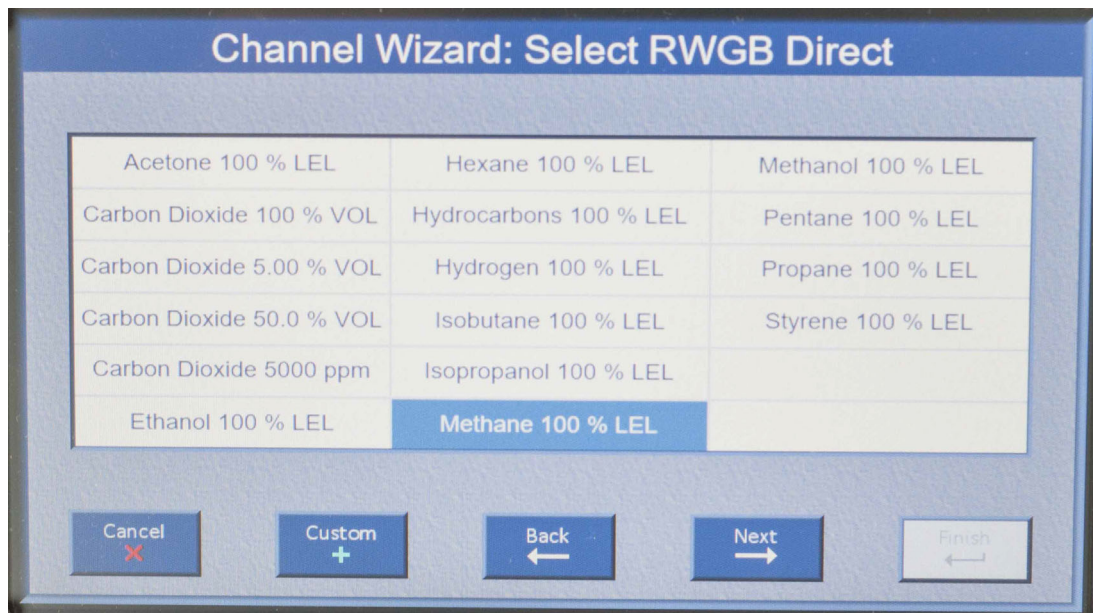 Channel Wizard: Select RWGB Direct
Acetone 100 % LEL
Hexane 100 % LEL
Methanol 100 % LEL
Carbon Dioxide 100 % VOL
Hydrocarbons 100 % LEL
Pentane 100 % LEL
Carbon Dioxide 5.00 % VOL
Hydrogen 100 % LEL
Propane 100 % LEL
Carbon Dioxide 50.0 % VOL
Isobutane 100 % LEL
Styrene 100 % LEL
Carbon Dioxide 5000 ppm
Isopropanol 100 % LEL
Ethanol 100 % LEL
Methane 100 % LEL
Cancel
Custom
Back
Next
Finish